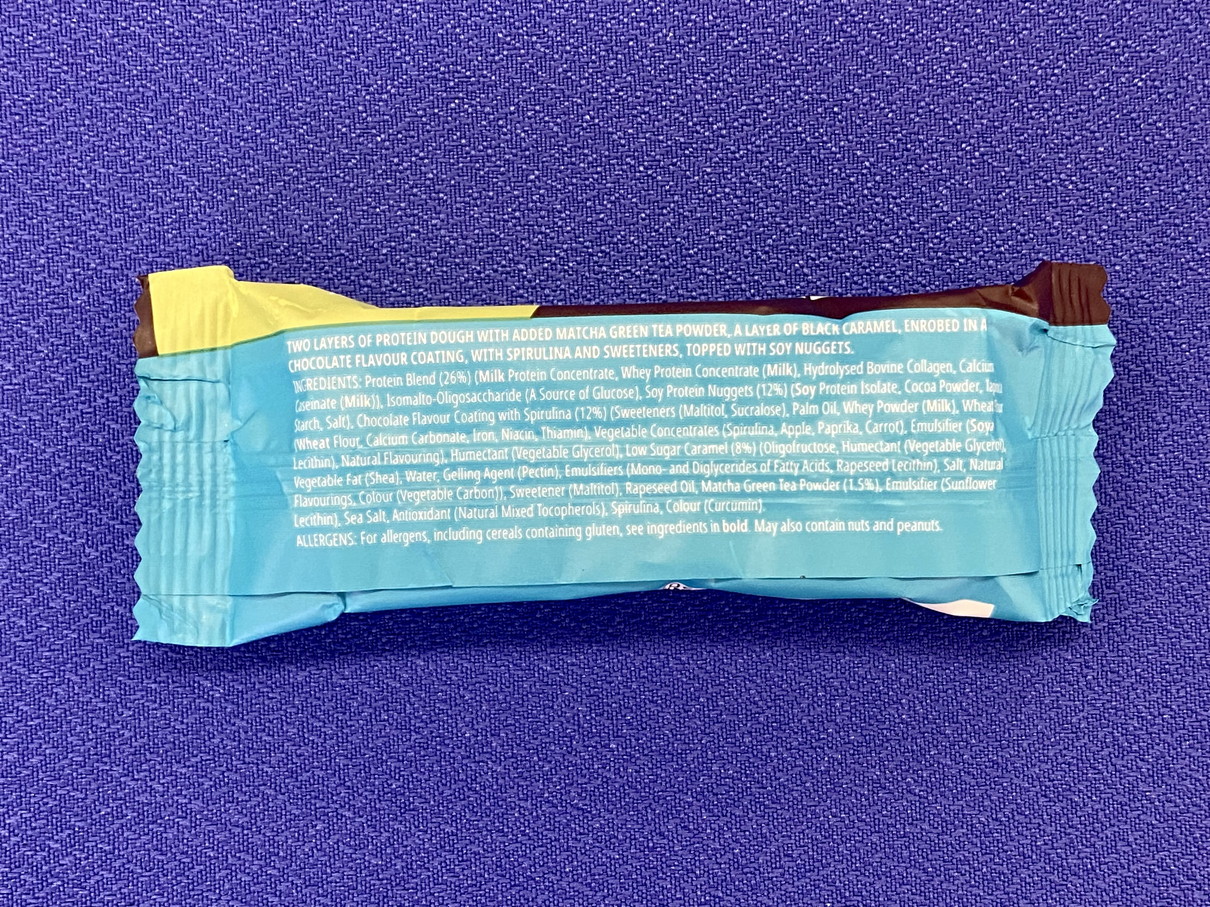 TWO LAYERS OF PROTEIN DOUGH WITH ADDED MATCHA GREEN TEA POWDER, A LAYER OF BLACK CARAMEL, ENROBED IN A
CHOCOLATE FLAVOUR COATING, WITH SPIRULINA AND SWEETENERS, TOPPED WITH SOY NUGGETS.
INGREDIENTS: Protein Blend (26%) (Milk Protein Concentrate, Whey Protein Concentrate (Milk), Hydrolysed Bovine Collagen, Calcium
Caseinate (Milk)), Isomalto-Oligosaccharide (A Source of Glucose), Soy Protein Nuggets (12%) (Soy Protein Isolate, Cocoa Powder, Tapioca
Starch, Salt), Chocolate Flavour Coating with Spirulina (12%) (Sweeteners (Maltitol, Sucralose), Palm Oil, Whey Powder (Milk), Wheat
(Wheat Flour, Calcium Carbonate, Iron, Niacin, Thiamin), Vegetable Concentrates (Spirulina, Apple, Paprika, Carrot), Emulsifier (Soya
Lecithin), Natural Flavouring), Humectant (Vegetable Glycerol), Low Sugar Caramel (8%) (Oligofructose, Humectant (Vegetable Glycerol),
Vegetable Fat (Shea), Water, Gelling Agent (Pectin), Emulsifiers (Mono- and Diglycerides of Fatty Acids, Rapeseed Lecithin), Salt, Natural
Flavourings, Colour (Vegetable Carbon)), Sweetener (Maltitol), Rapeseed Oil, Matcha Green Tea Powder (1.5%), Emulsifier (Sunflower
Lecithin), Sea Salt, Antioxidant (Natural Mixed Tocopherols), Spirulina, Colour (Curcumin).
ALLERGENS: For allergens, including cereals containing gluten, see ingredients in bold. May also contain nuts and peanuts.